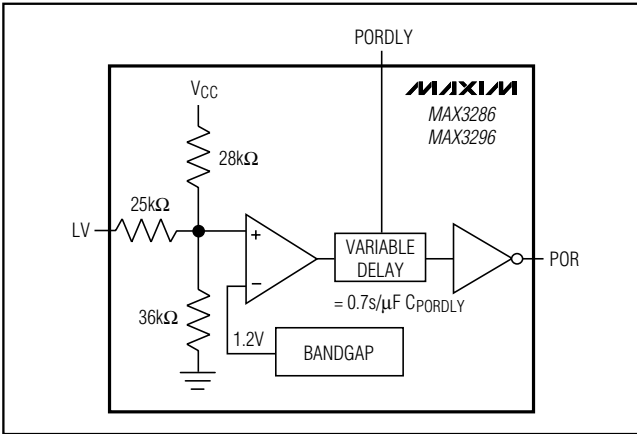 PORDLY
MAXIM
MAX3286
MAX3296
VCC
28kΩ
25kΩ
LV
+
−
VARIABLE
DELAY
POR
= 0.7s/μF CPORDLY
36kΩ
1.2V
BANDGAP